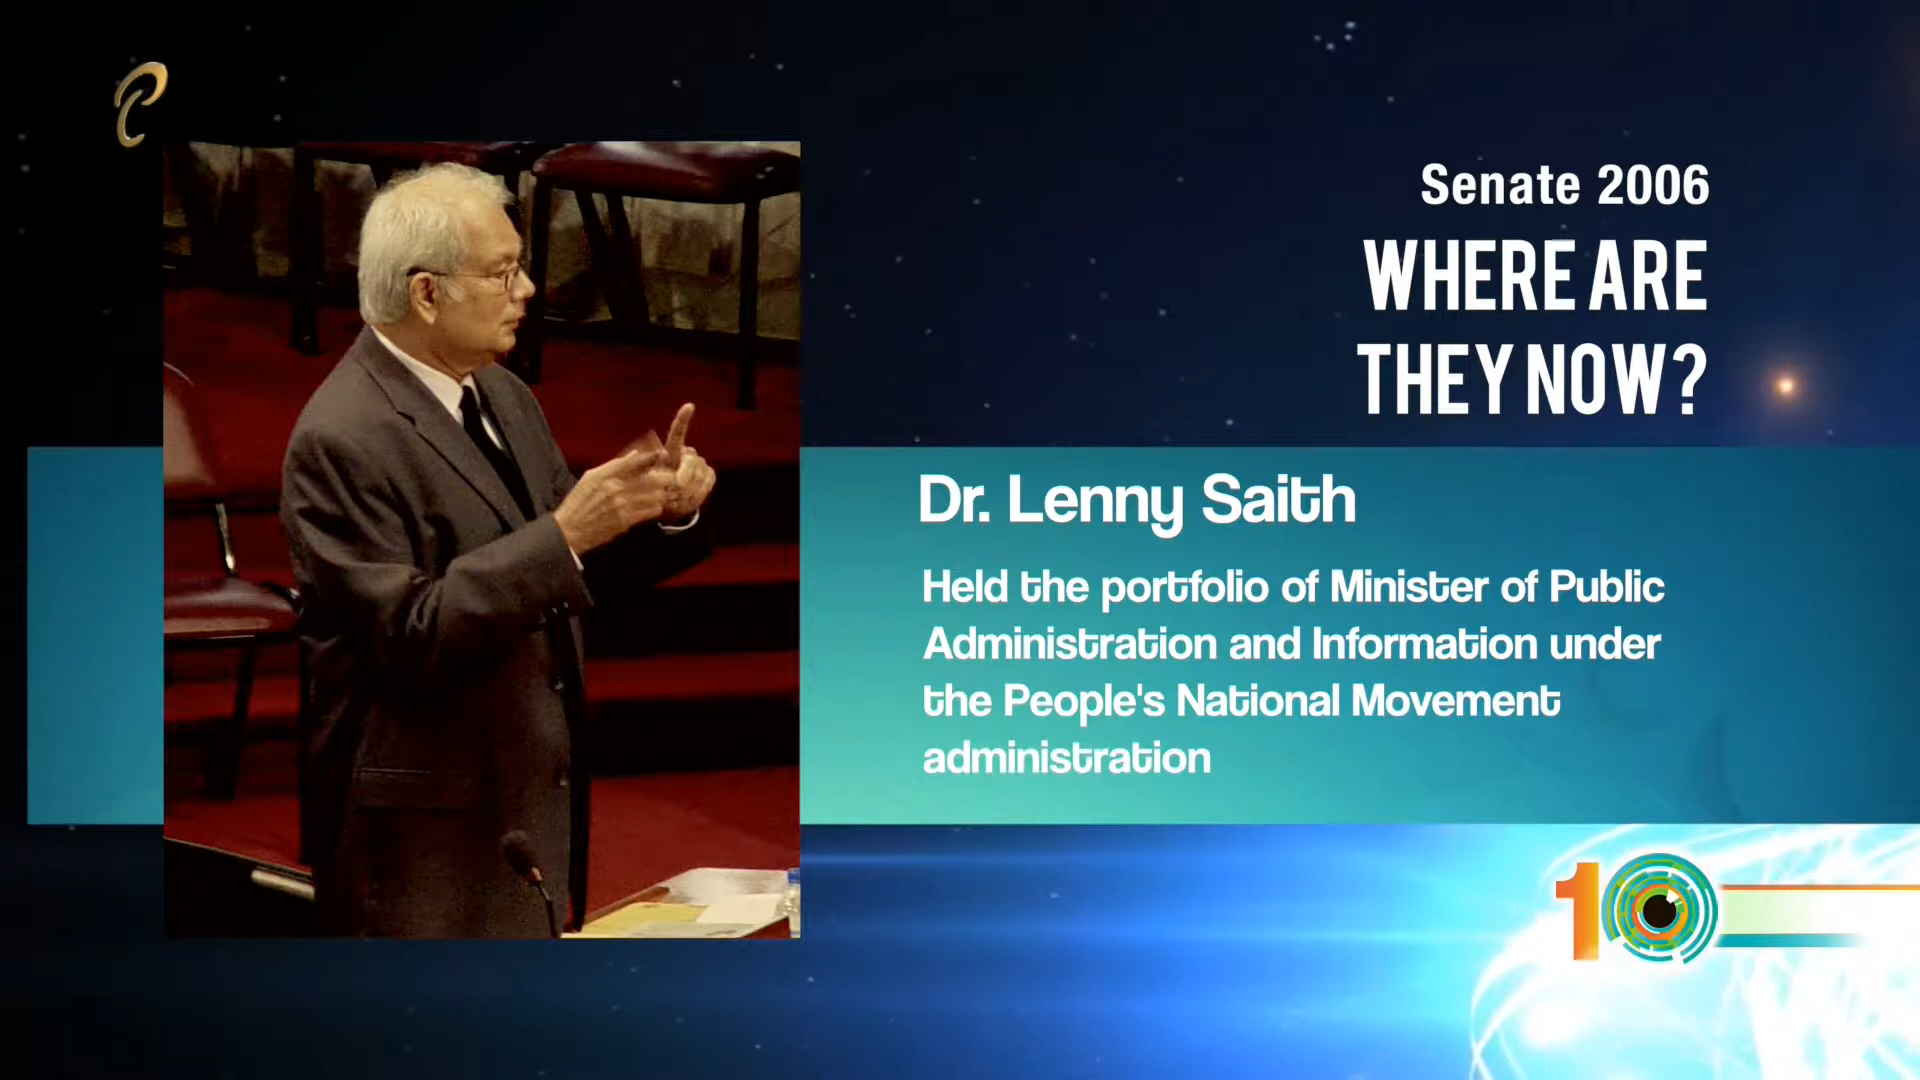 Senate 2006
WHERE ARE
THEY NOW?
Dr. Lenny Saith
Held the portfolio of Minister of Public
Administration and Information under
the People's National Movement
administration
10